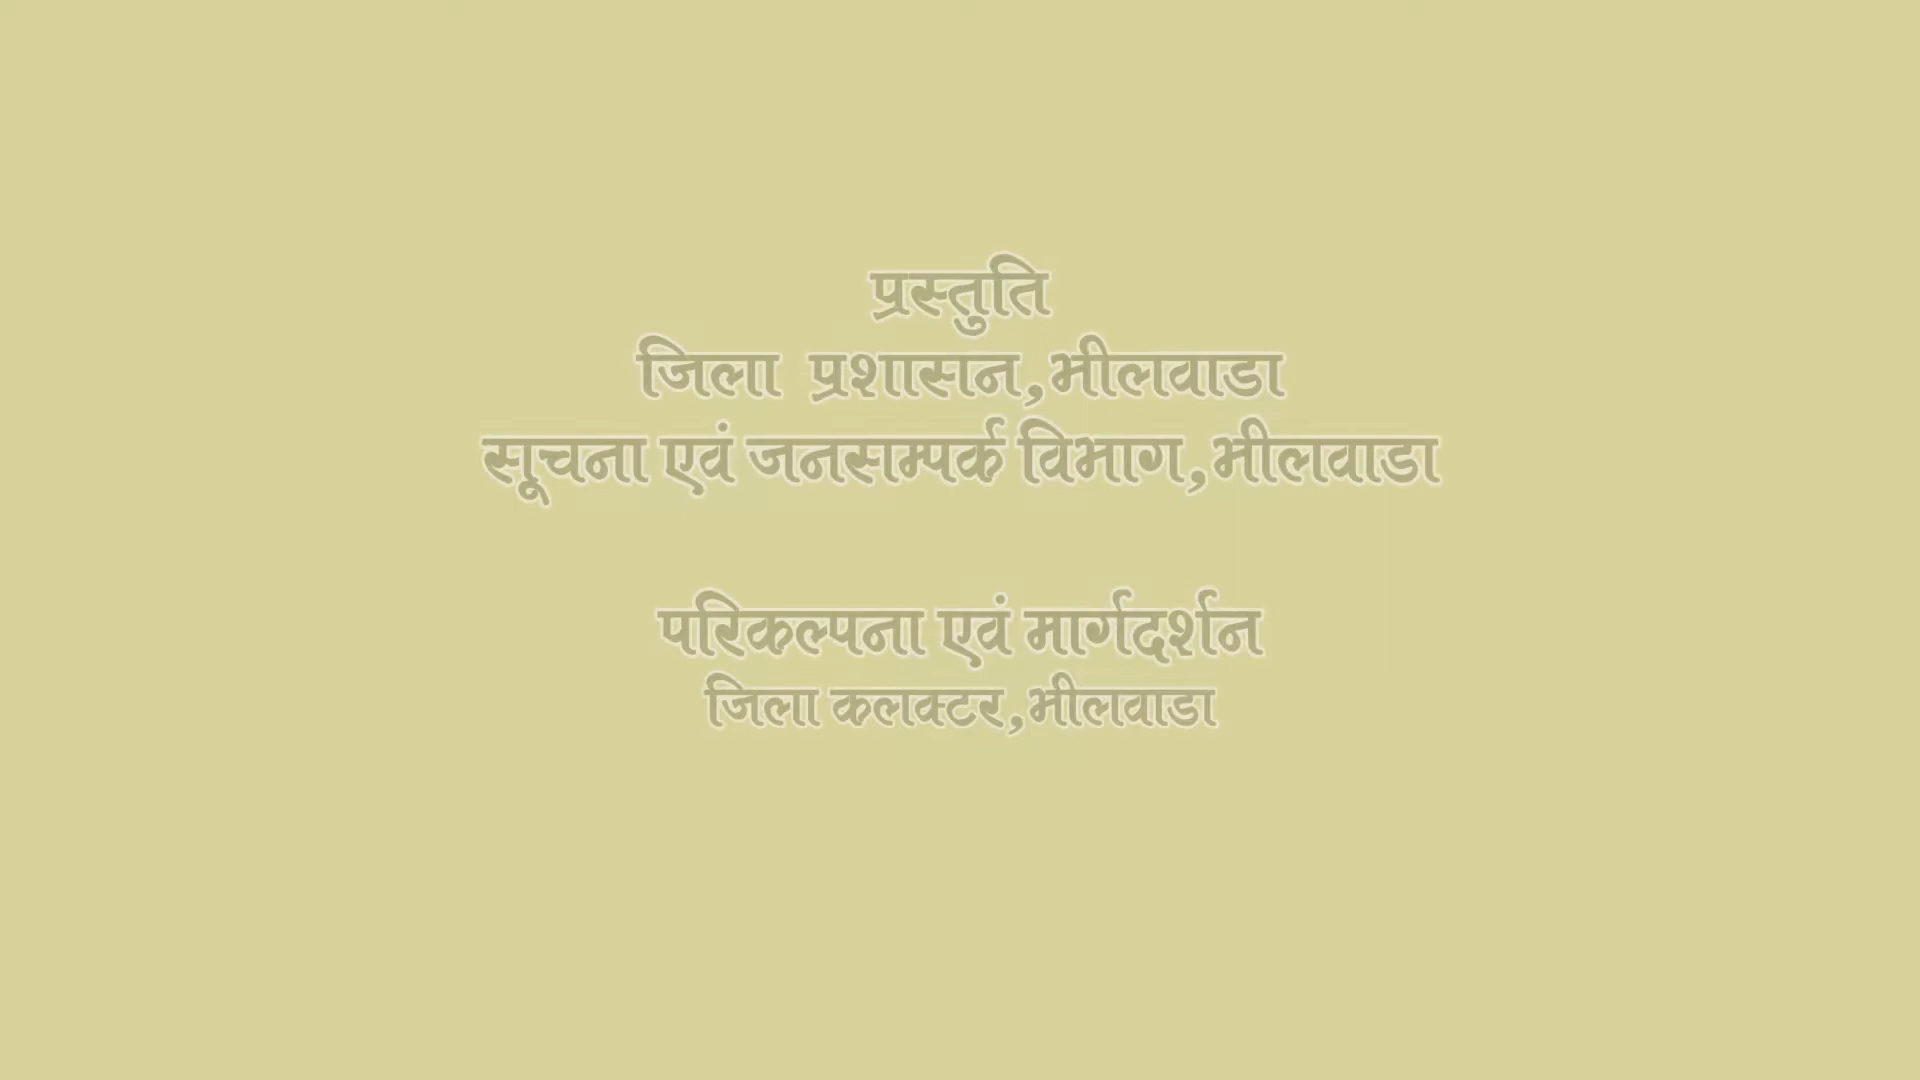 प्रस्तुति
जिला प्रशासन,भीलवाडा
सूचना एवं जनसम्पर्क विभाग,भीलवाडा
परिकल्पना एवं मार्गदर्शन
जिला कलक्टर,भीलवाडा